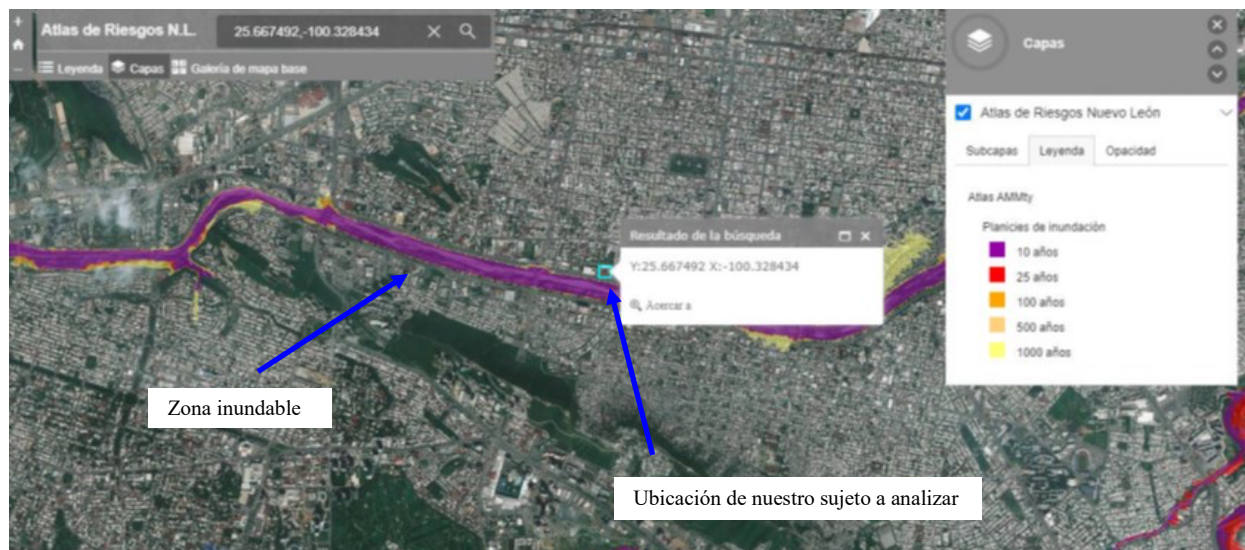 Atlas de Riesgos N.L.
25.667492,-100.328434
Leyenda
Capas
Galería de mapa base
Capas
Atlas de Riesgos Nuevo León
Subcapas
Leyenda
Opacidad
Atlas AMMty
Planicies de inundación
10 años
25 años
100 años
500 años
1000 años
Resultado de la búsqueda
Y:25.667492 X:-100.328434
Acercar a
Zona inundable
Ubicación de nuestro sujeto a analizar